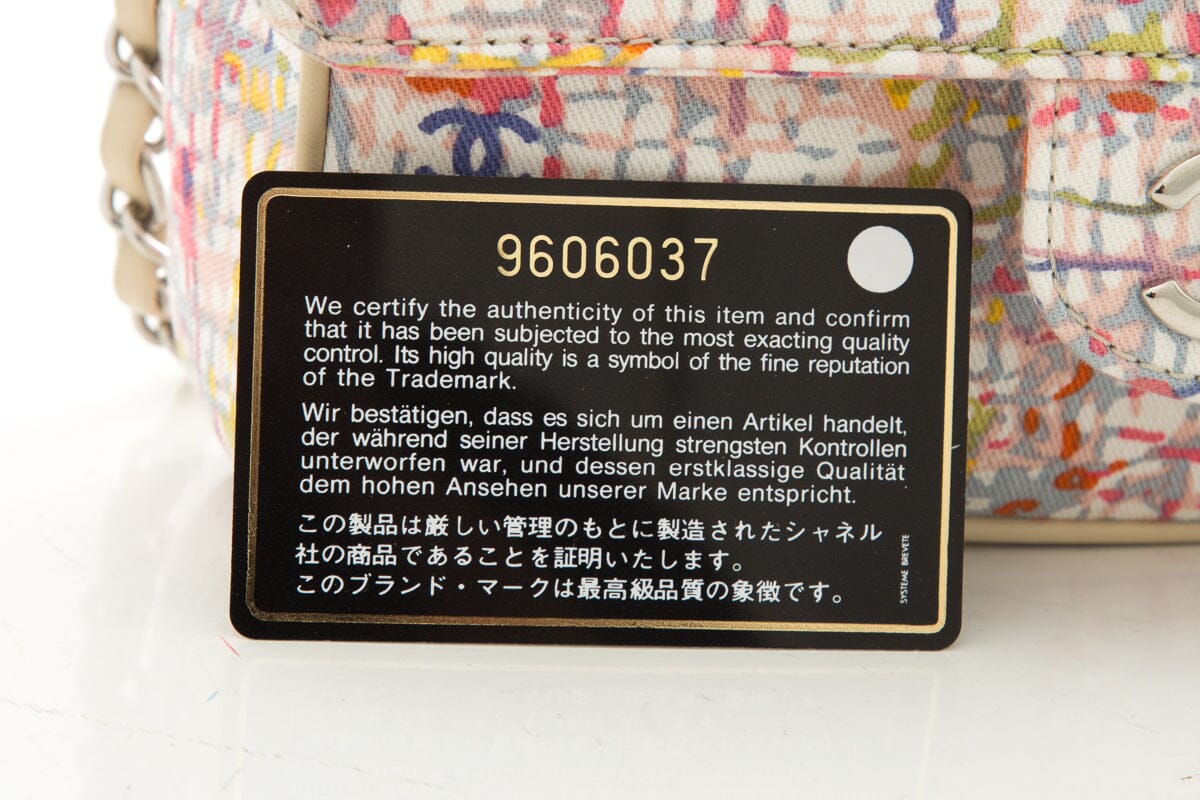 9606037
We certify the authenticity of this item and confirm
that it has been subjected to the most exacting quality
control. Its high quality is a symbol of the fine reputation
of the Trademark.
Wir bestätigen, dass es sich um einen Artikel handelt,
der während seiner Herstellung strengsten Kontrollen
unterworfen war, und dessen erstklassige Qualität
dem hohen Ansehen unserer Marke entspricht.
この製品は厳しい管理のもとに製造されたシャネル
社の商品であることを証明いたします。
このブランド・マークは最高級品質の象徴です。
SYSTEME BREVETE